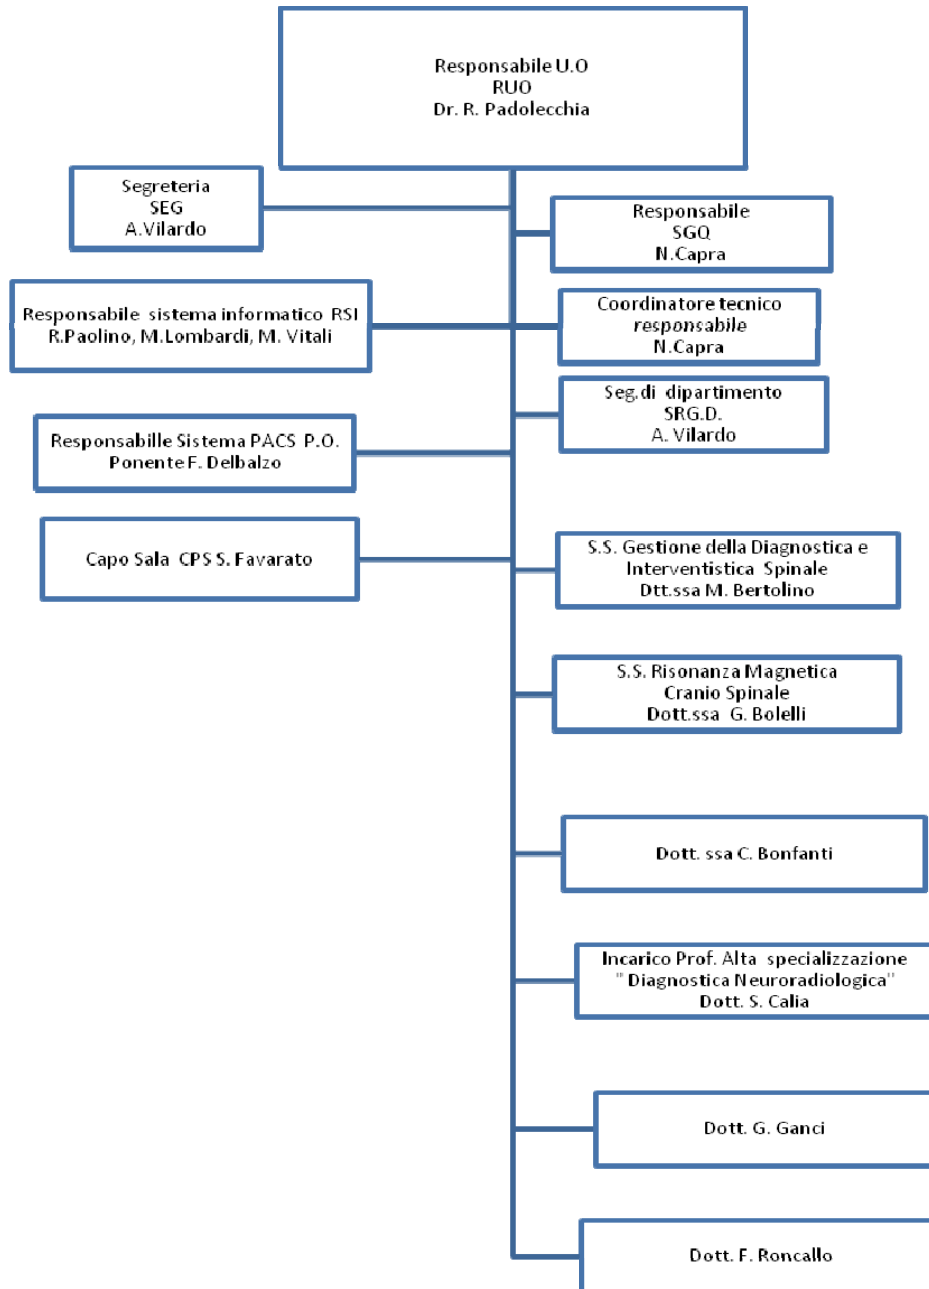 Responsabile U.O
RUO
Dr. R. Padolecchia
Segreteria
SEG
A.Vilardo
Responsabile
SGQ
N.Capra
Responsabile sistema informatico RSI
R.Paolino, M.Lombardi, M. Vitali
Coordinatore tecnico
responsabile
N.Capra
Seg.di dipartimento
SRG.D.
A. Vilardo
Responsabille Sistema PACS P.O.
Ponente F. Delbalzo
Capo Sala CPS S. Favarato
S.S. Gestione della Diagnostica e
Interventistica Spinale
Dtt.ssa M. Bertolino
S.S. Risonanza Magnetica
Cranio Spinale
Dott.ssa G. Bolelli
Dott. ssa C. Bonfanti
Incarico Prof. Alta specializzazione
" Diagnostica Neuroradiologica"
Dott. S. Calia
Dott. G. Ganci
Dott. F. Roncallo